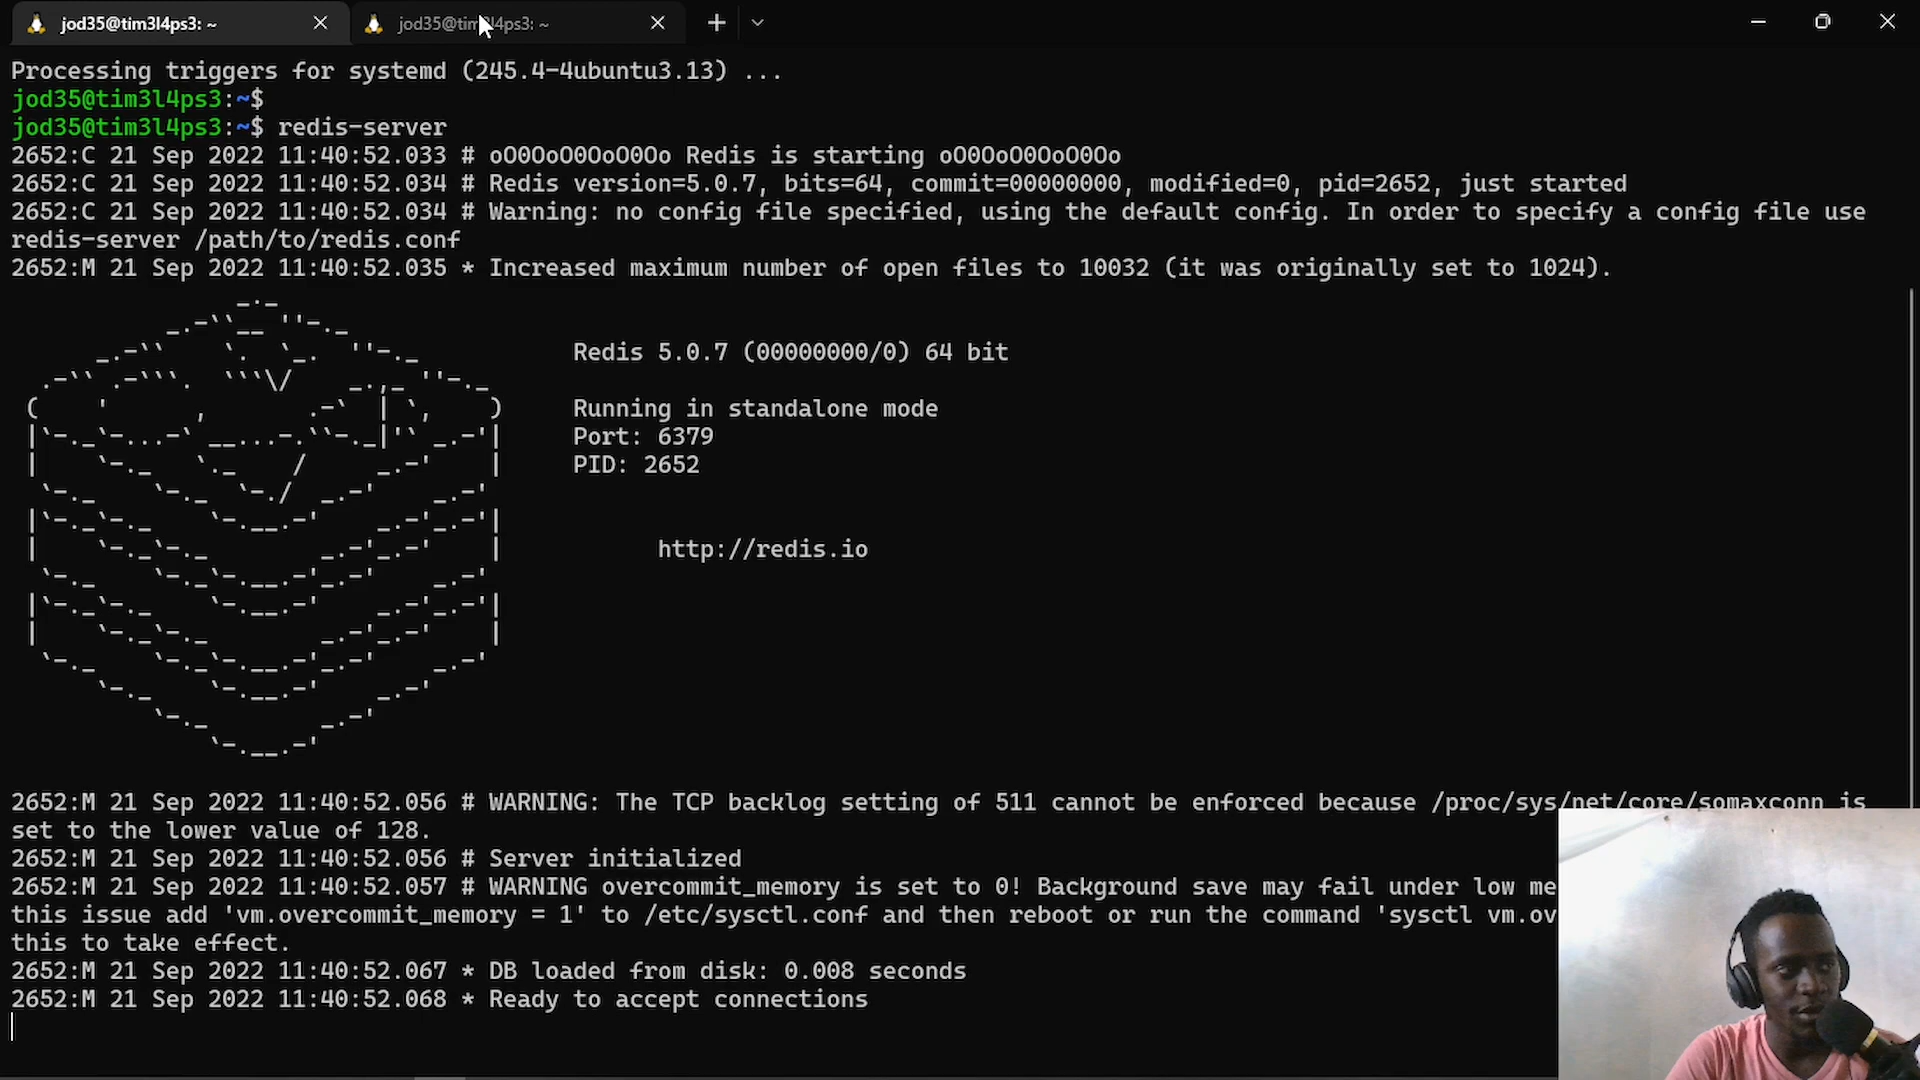 jod35@tim3l4ps3: ~
jod35@tim3l4ps3: ~
Processing triggers for systemd (245.4-4ubuntu3.13) ...
jod35@tim3l4ps3:~$
jod35@tim3l4ps3:~$ redis-server
2652:C 21 Sep 2022 11:40:52.033 # oO0OoO0OoO0Oo Redis is starting oO0OoO0OoO0Oo
2652:C 21 Sep 2022 11:40:52.034 # Redis version=5.0.7, bits=64, commit=00000000, modified=0, pid=2652, just started
2652:C 21 Sep 2022 11:40:52.034 # Warning: no config file specified, using the default config. In order to specify a config file use
redis-server /path/to/redis.conf
2652:M 21 Sep 2022 11:40:52.035 * Increased maximum number of open files to 10032 (it was originally set to 1024).
Redis 5.0.7 (00000000/0) 64 bit
Running in standalone mode
Port: 6379
PID: 2652
http://redis.io
2652:M 21 Sep 2022 11:40:52.056 # WARNING: The TCP backlog setting of 511 cannot be enforced because /proc/sys/net/core/somaxconn is
set to the lower value of 128.
2652:M 21 Sep 2022 11:40:52.056 # Server initialized
2652:M 21 Sep 2022 11:40:52.057 # WARNING overcommit_memory is set to 0! Background save may fail under low me
this issue add 'vm.overcommit_memory = 1' to /etc/sysctl.conf and then reboot or run the command 'sysctl vm.ov
this to take effect.
2652:M 21 Sep 2022 11:40:52.067 * DB loaded from disk: 0.008 seconds
2652:M 21 Sep 2022 11:40:52.068 * Ready to accept connections